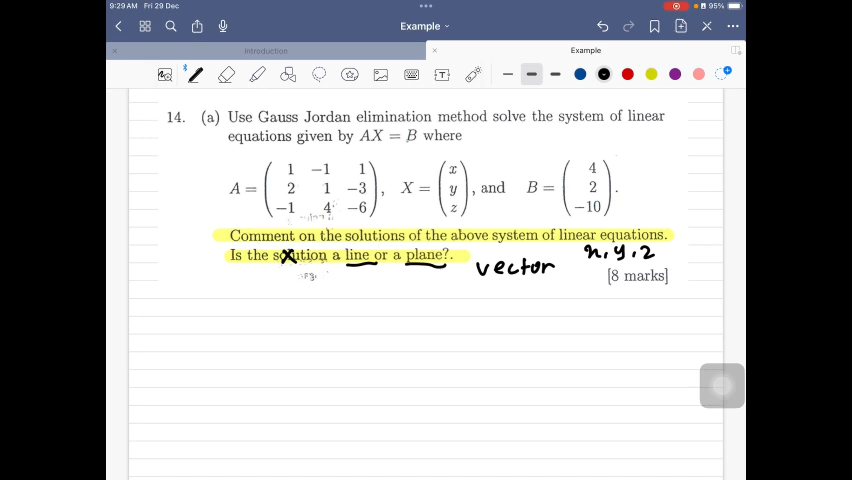 9:29 AM Fri 29 Dec
95%
Example
Introduction
Example
14. (a) Use Gauss Jordan elimination method solve the system of linear
equations given by AX = B where
A = ( 1 −1 1
2 1 −3
−1 4 −6 ), X = ( x
y
z ), and B = ( 4
2
−10 ).
Comment on the solutions of the above system of linear equations.
Is the solution a line or a plane?.
x
vector
x, y, z
[8 marks]